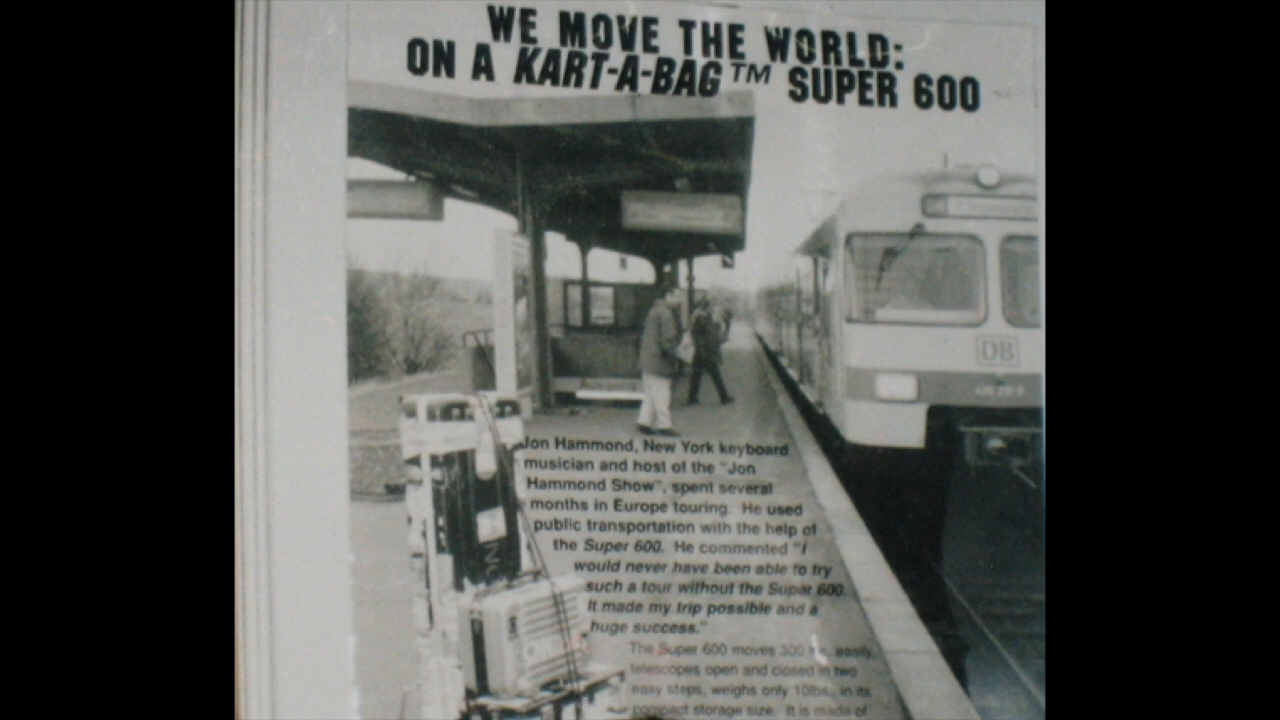 WE MOVE THE WORLD:
ON A KART-A-BAG™ SUPER 600
DB
Jon Hammond, New York keyboard
musician and host of the "Jon
Hammond Show", spent several
months in Europe touring. He used
public transportation with the help of
the Super 600. He commented "I
would never have been able to try
such a tour without the Super 600.
It made my trip possible and a
huge success."
The Super 600 moves 300 lbs, easily,
telescopes open and closed in two
easy steps, weighs only 10lbs., in its
compact storage size. It is made of